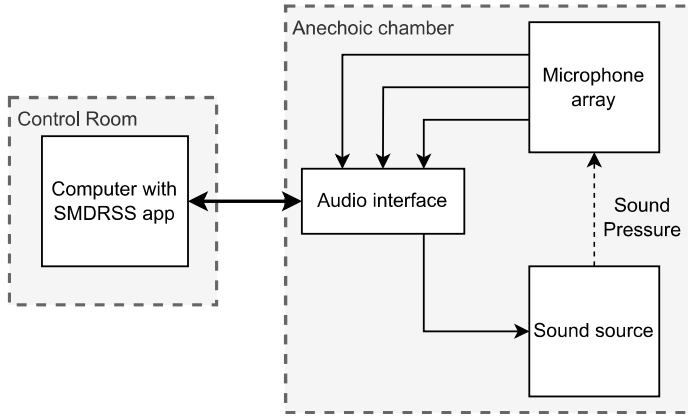 Anechoic chamber
Microphone
array
Control Room
Computer with
SMDRSS app
Audio interface
Sound
Pressure
Sound source